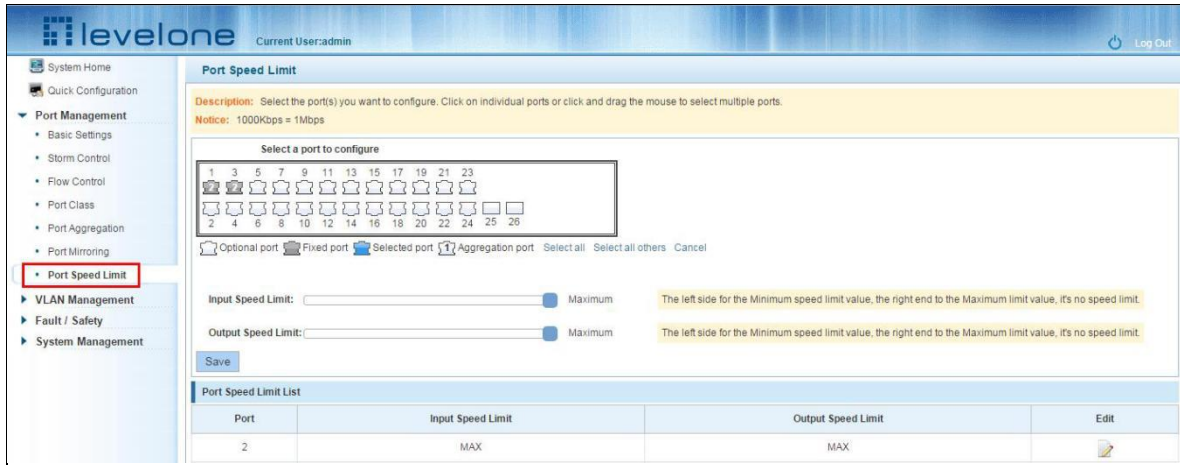 levelone
Current User:admin
Log Out
System Home
Quick Configuration
Port Management
Basic Settings
Storm Control
Flow Control
Port Class
Port Aggregation
Port Mirroring
Port Speed Limit
VLAN Management
Fault / Safety
System Management
Port Speed Limit
Description: Select the port(s) you want to configure. Click on individual ports or click and drag the mouse to select multiple ports.
Notice: 1000Kbps = 1Mbps
Select a port to configure
1 3 5 7 9 11 13 15 17 19 21 23
2 4 6 8 10 12 14 16 18 20 22 24 25 26
Optional port Fixed port Selected port 1 Aggregation port Select all Select all others Cancel
Input Speed Limit: Maximum The left side for the Minimum speed limit value, the right end to the Maximum limit value, it's no speed limit.
Output Speed Limit: Maximum The left side for the Minimum speed limit value, the right end to the Maximum limit value, it's no speed limit.
Save
Port Speed Limit List
Port Input Speed Limit Output Speed Limit Edit
2 MAX MAX